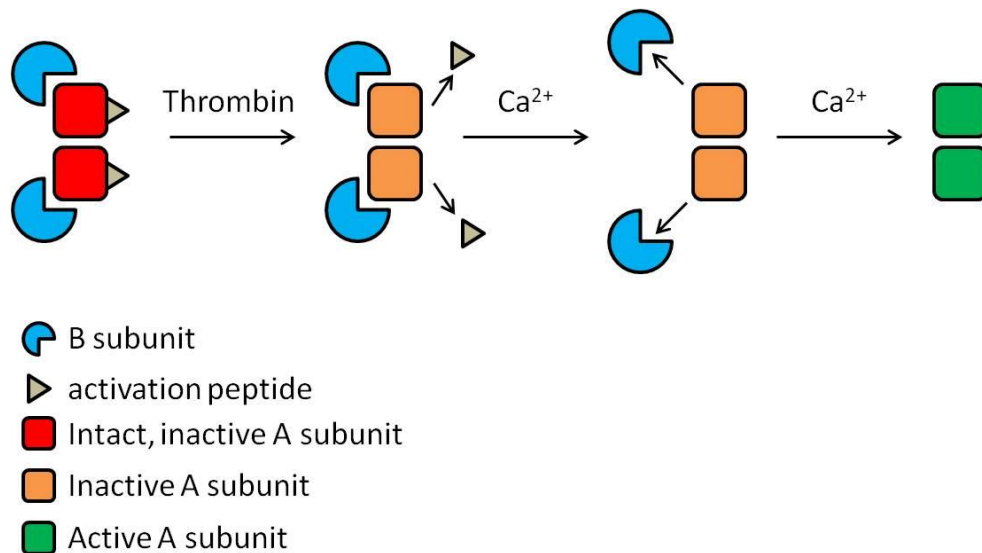 Thrombin
Ca²⁺
Ca²⁺
B subunit
activation peptide
Intact, inactive A subunit
Inactive A subunit
Active A subunit